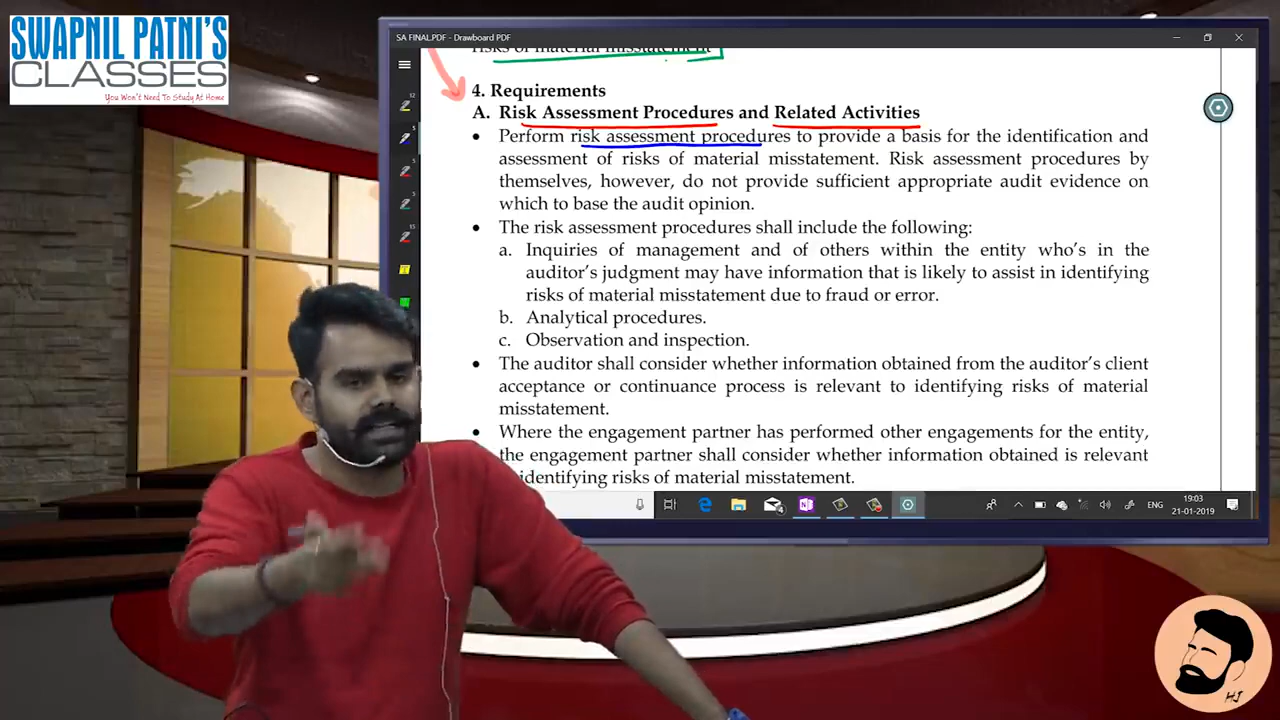 SWAPNIL PATNI'S
CLASSES
You Won't Need To Study At Home
SA FINAL.PDF - Drawboard PDF
risks of material misstatement
4. Requirements
A. Risk Assessment Procedures and Related Activities
• Perform risk assessment procedures to provide a basis for the identification and
assessment of risks of material misstatement. Risk assessment procedures by
themselves, however, do not provide sufficient appropriate audit evidence on
which to base the audit opinion.
• The risk assessment procedures shall include the following:
a. Inquiries of management and of others within the entity who's in the
auditor's judgment may have information that is likely to assist in identifying
risks of material misstatement due to fraud or error.
b. Analytical procedures.
c. Observation and inspection.
• The auditor shall consider whether information obtained from the auditor's client
acceptance or continuance process is relevant to identifying risks of material
misstatement.
• Where the engagement partner has performed other engagements for the entity,
the engagement partner shall consider whether information obtained is relevant
identifying risks of material misstatement.
ENG
19:03
21-01-2019
HJ